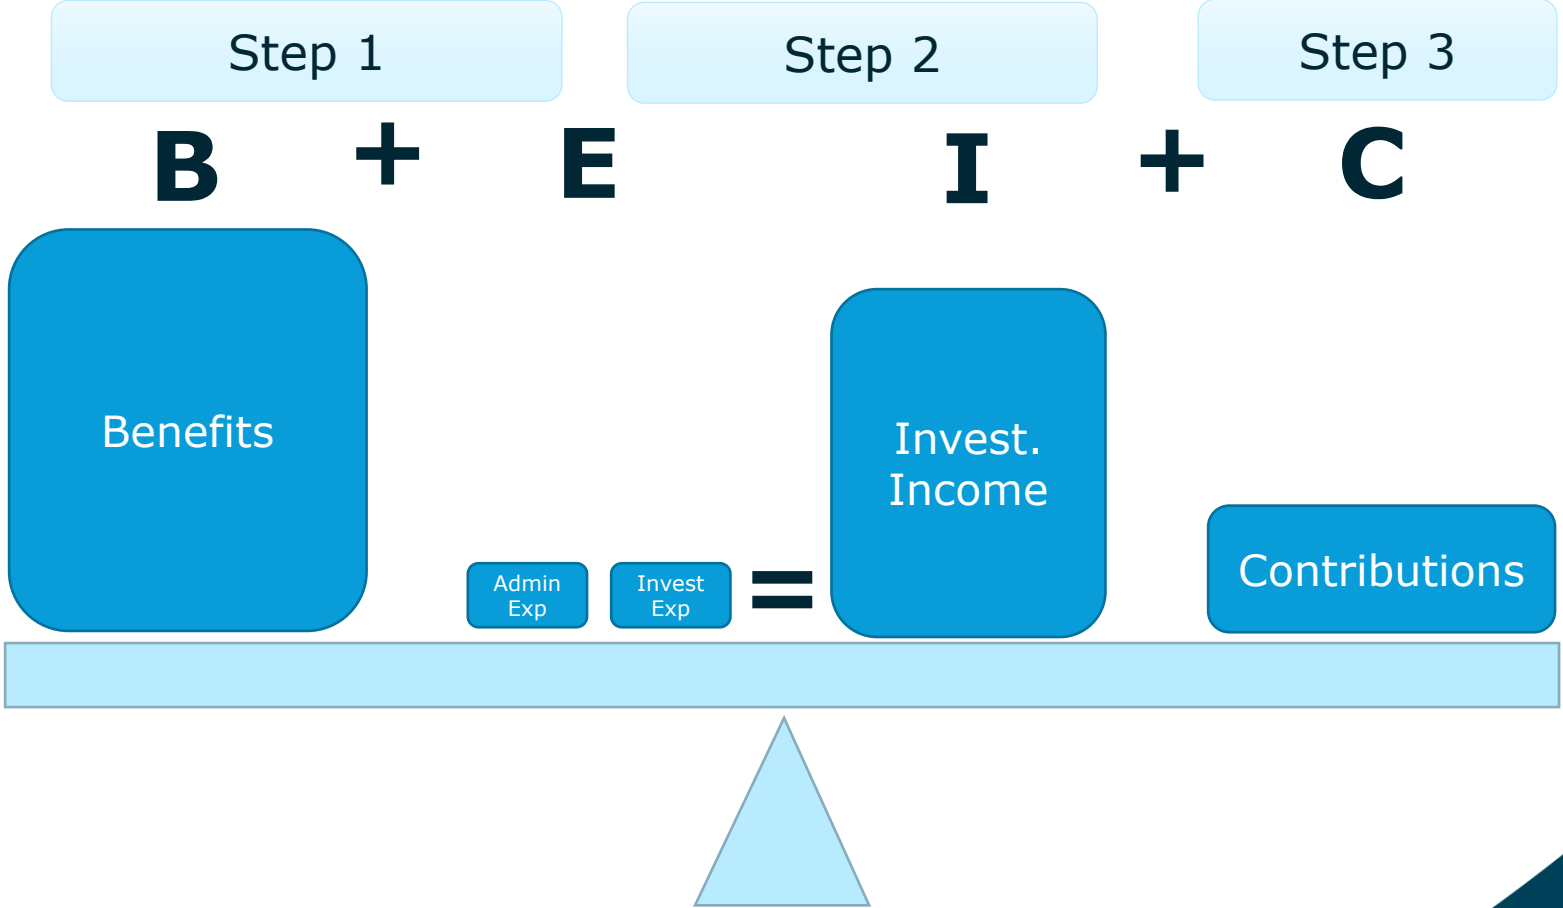 Step 1
Step 2
Step 3
B + E I + C
Benefits
Admin
Exp
Invest
Exp
=
Invest.
Income
Contributions